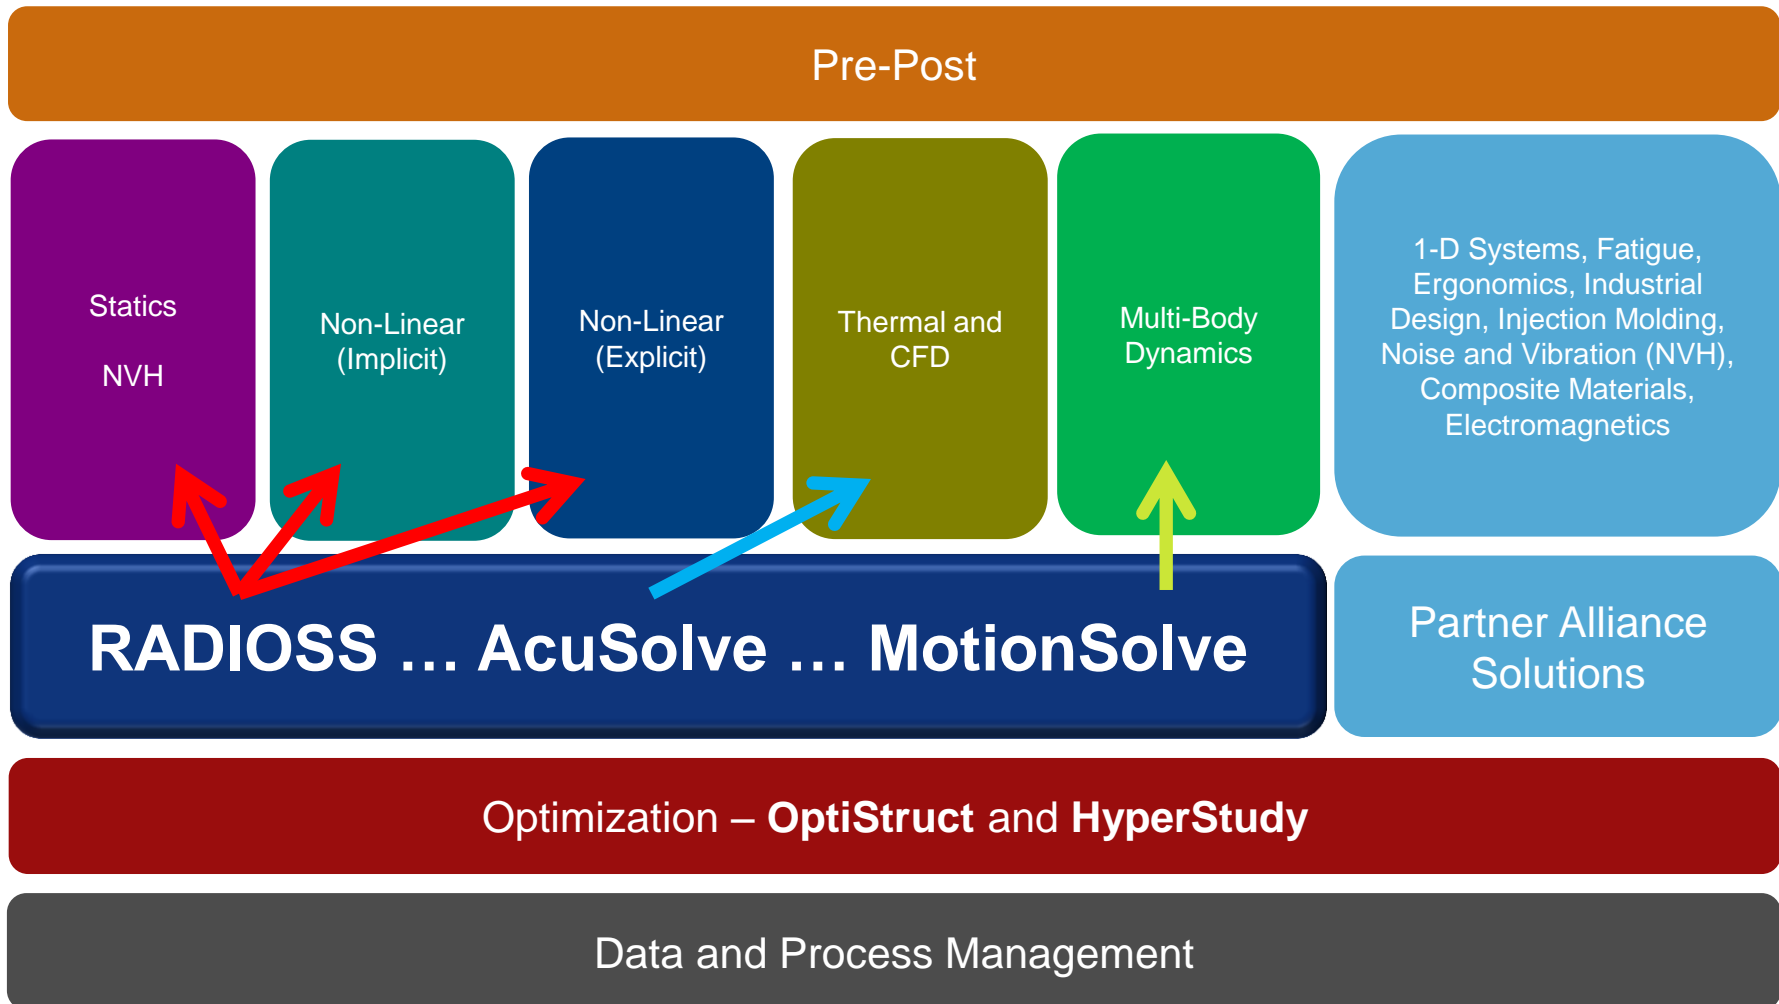 Pre-Post
Statics
NVH
Non-Linear
(Implicit)
Non-Linear
(Explicit)
Thermal and
CFD
Multi-Body
Dynamics
1-D Systems, Fatigue,
Ergonomics, Industrial
Design, Injection Molding,
Noise and Vibration (NVH),
Composite Materials,
Electromagnetics
RADIOSS … AcuSolve … MotionSolve
Partner Alliance
Solutions
Optimization – OptiStruct and HyperStudy
Data and Process Management